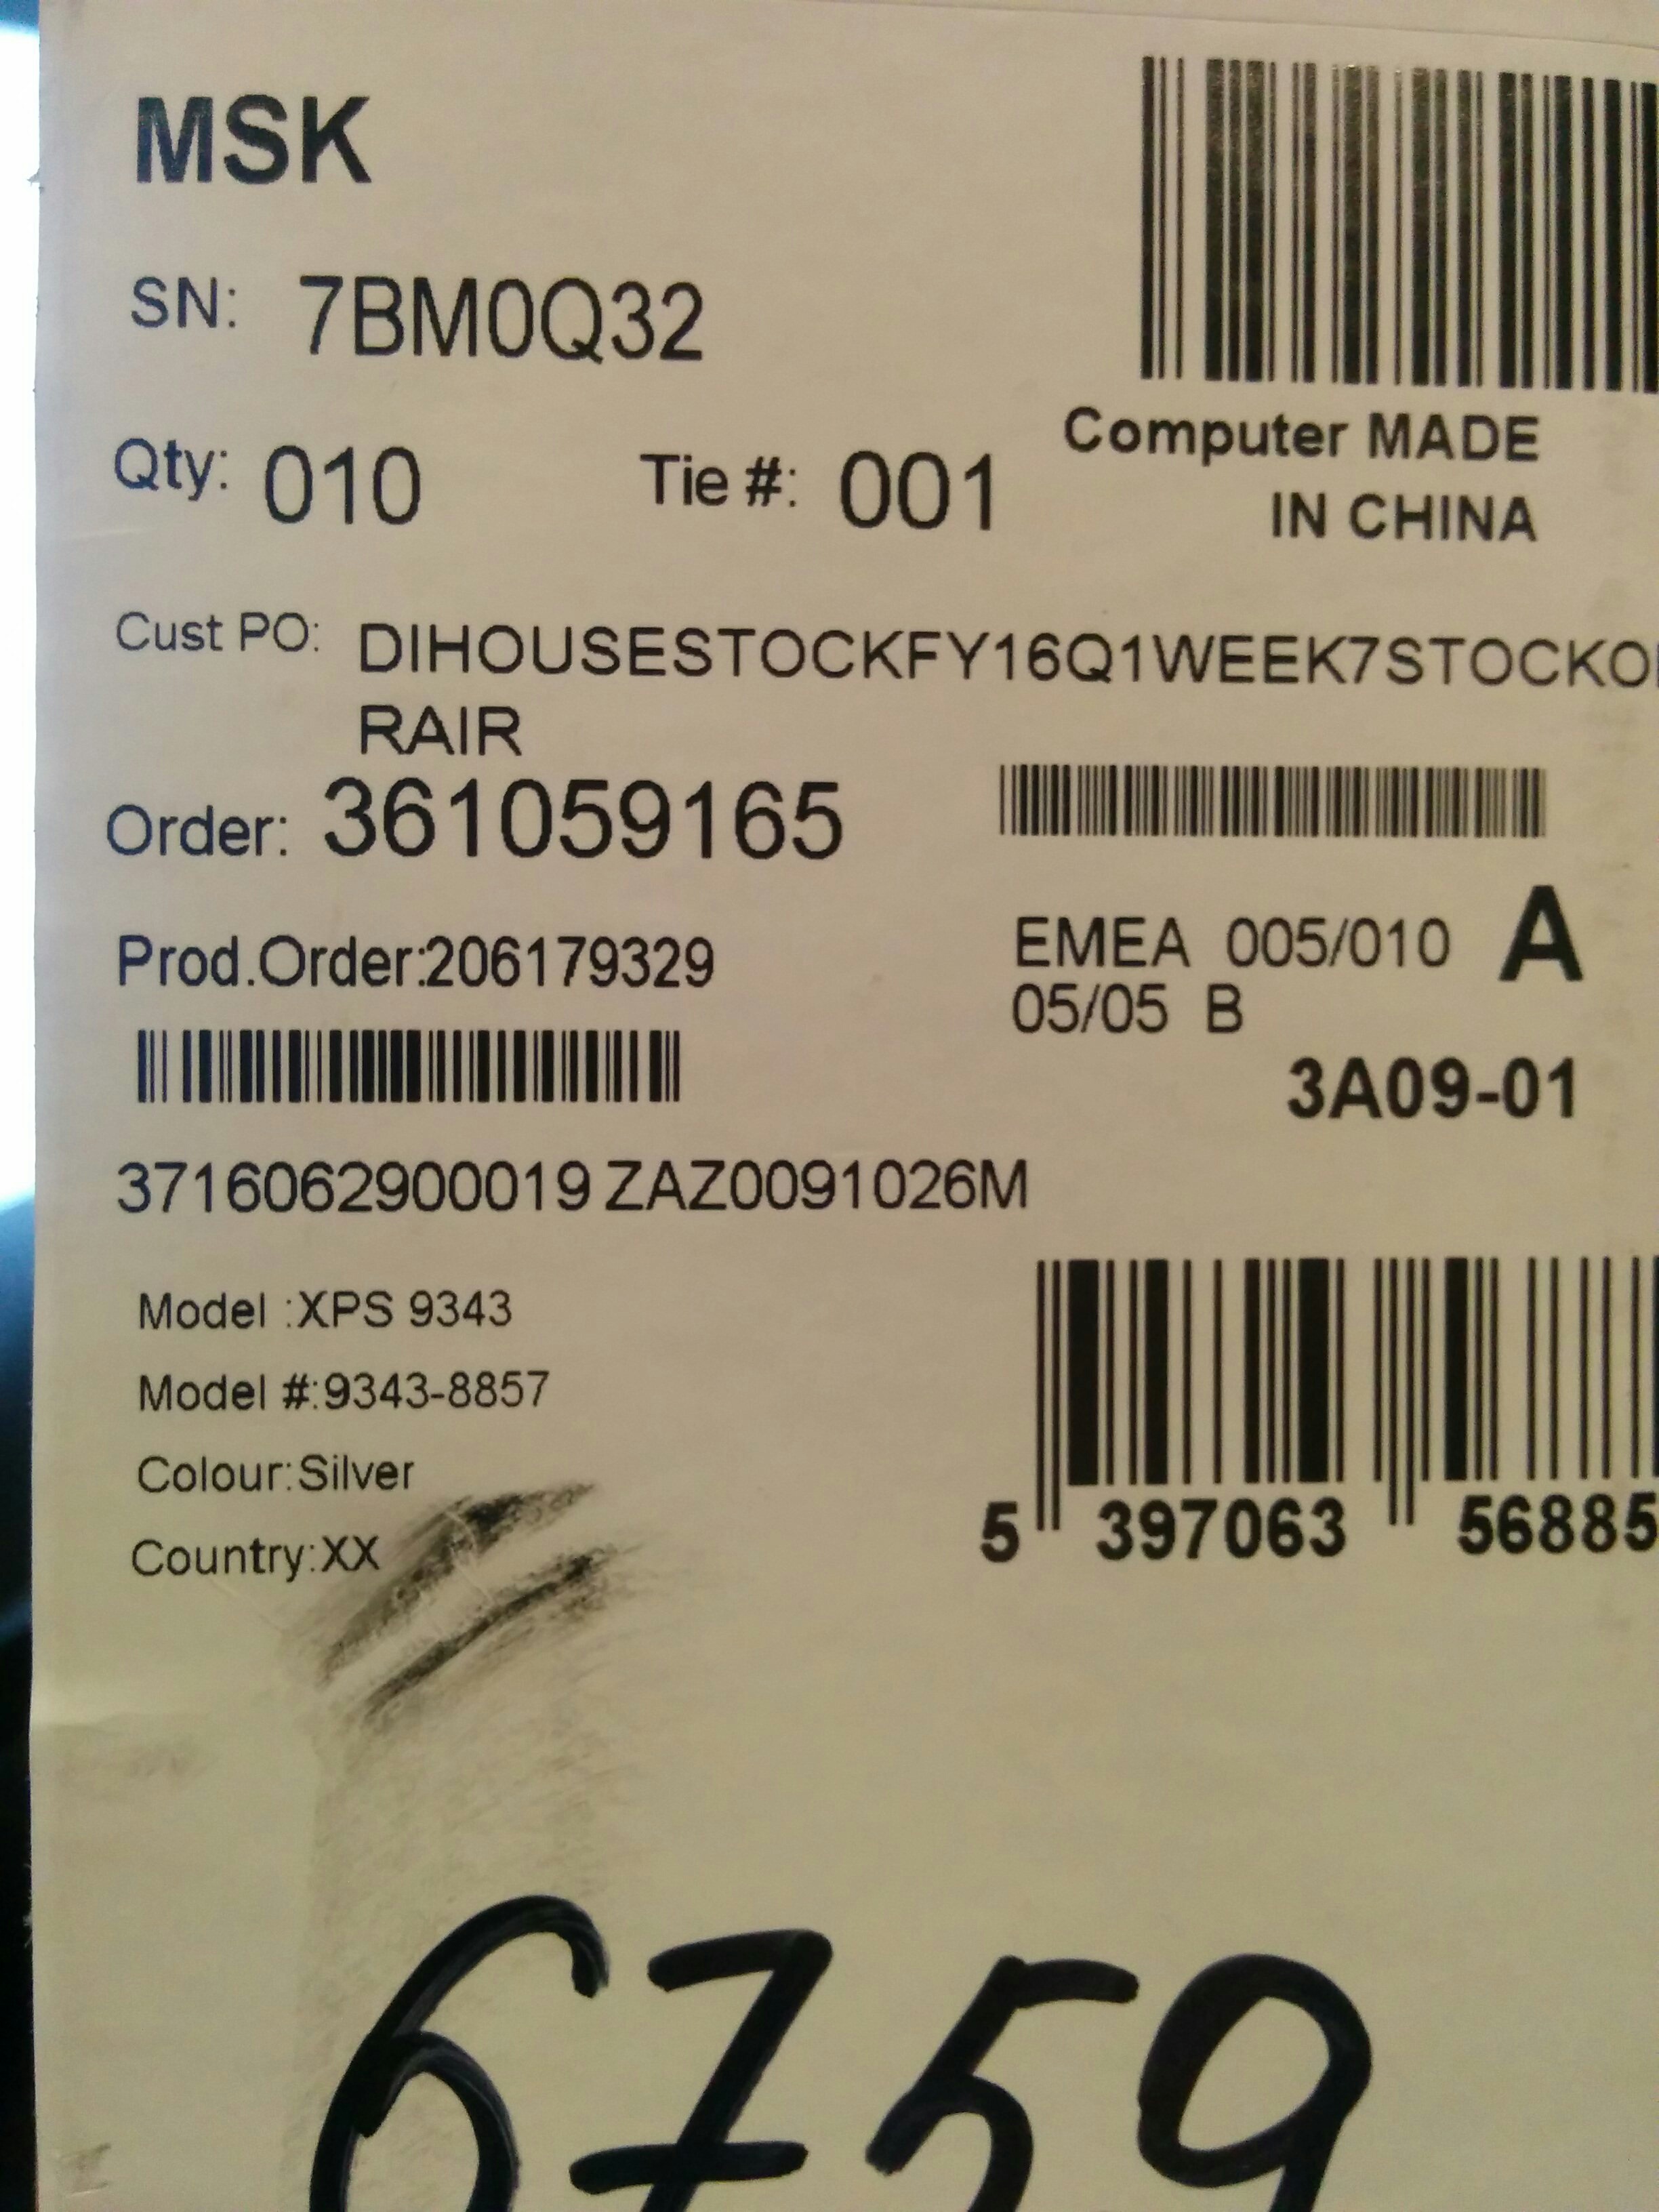 MSK
SN: 7BM0Q32
Qty: 010 Tie #: 001
Computer MADE
IN CHINA
Cust PO: DIHOUSESTOCKFY16Q1WEEK7STOCKO
RAIR
Order: 361059165
Prod.Order:206179329
EMEA 005/010 A
05/05 B
3A09-01
3716062900019 ZAZ0091026M
Model :XPS 9343
Model #:9343-8857
Colour:Silver
Country:XX
5 397063 56885
6759